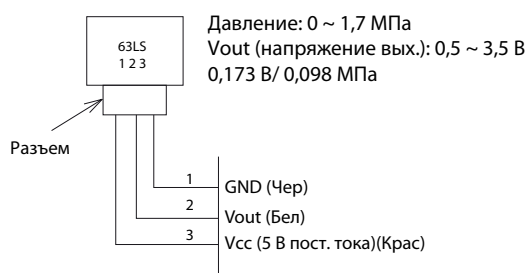 Давление: 0 ~ 1,7 МПа
Vout (напряжение вых.): 0,5 ~ 3,5 В
0,173 В/ 0,098 МПа
63LS
1 2 3
Разъем
1
GND (Чер)
2
Vout (Бел)
3
Vcc (5 В пост. тока)(Крас)